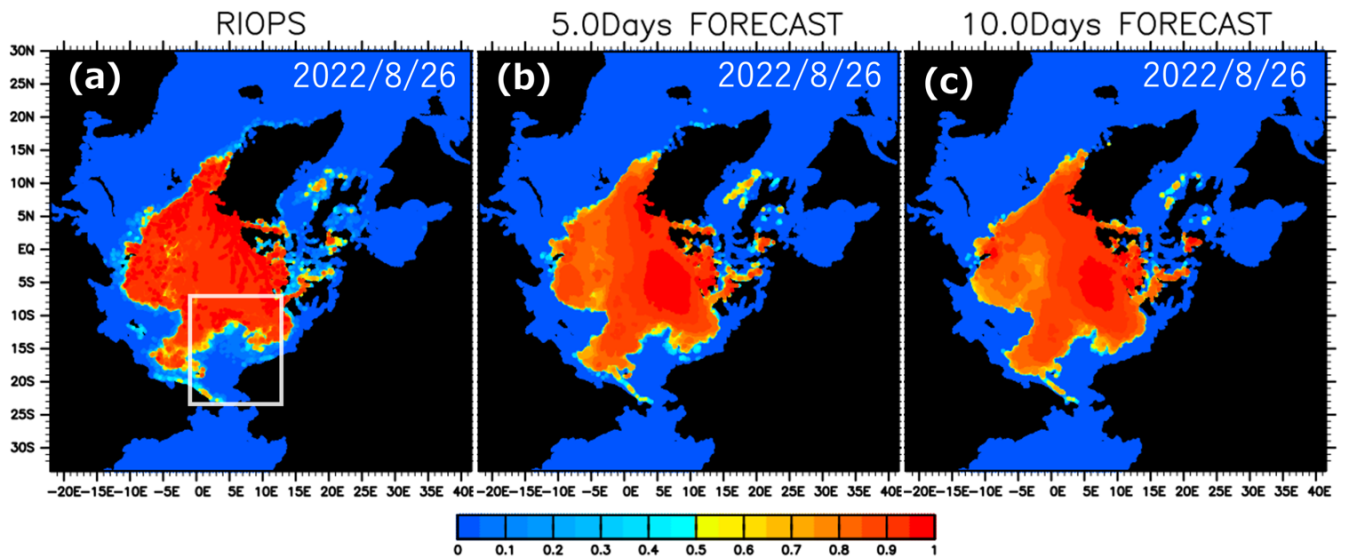 RIOPS 5.0Days FORECAST 10.0Days FORECAST
(a) 2022/8/26 (b) 2022/8/26 (c) 2022/8/26
30N
25N
20N
15N
10N
5N
EQ
5S
10S
15S
20S
25S
30S
-20E-15E-10E -5E 0E 5E 10E 15E 20E 25E 30E 35E 40E -20E-15E-10E -5E 0E 5E 10E 15E 20E 25E 30E 35E 40E -20E-15E-10E -5E 0E 5E 10E 15E 20E 25E 30E 35E 40E
0 0.1 0.2 0.3 0.4 0.5 0.6 0.7 0.8 0.9 1